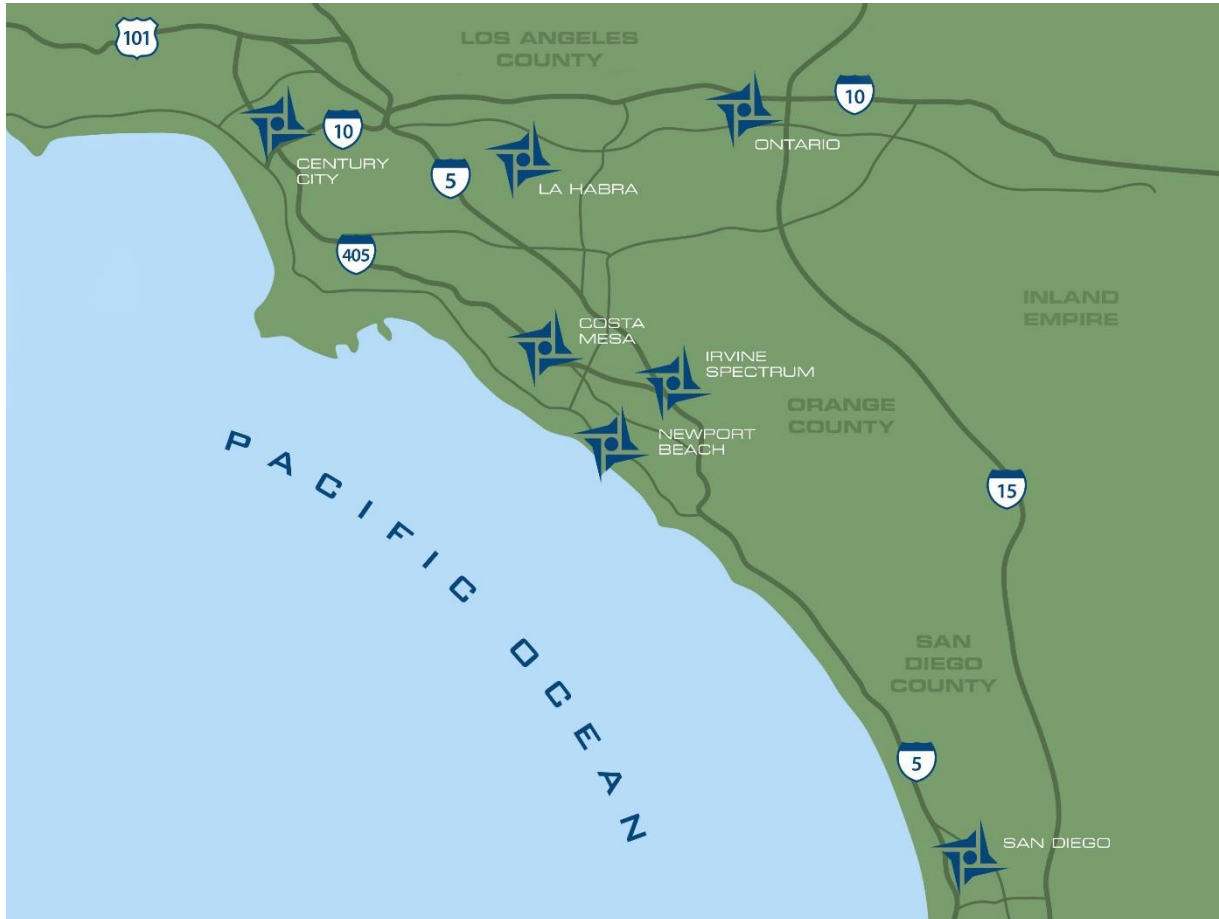 101
LOS ANGELES
COUNTY
10
10
ONTARIO
CENTURY
CITY
5
LA HABRA
405
INLAND
EMPIRE
COSTA
MESA
IRVINE
SPECTRUM
ORANGE
COUNTY
NEWPORT
BEACH
PACIFIC OCEAN
15
SAN
DIEGO
COUNTY
5
SAN DIEGO